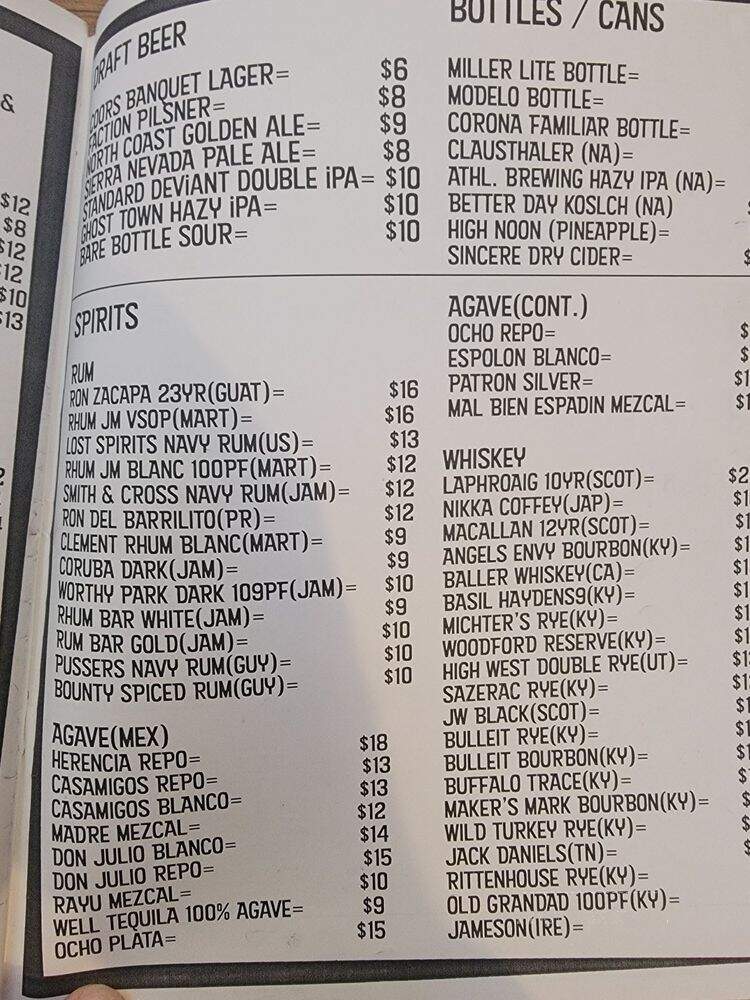 &
$12
$8
$12
$12
$10
$13
DRAFT BEER
COORS BANQUET LAGER= $6
FACTION PILSNER= $8
NORTH COAST GOLDEN ALE= $9
SIERRA NEVADA PALE ALE= $8
STANDARD DEViANT DOUBLE iPA= $10
GHOST TOWN HAZY iPA= $10
BARE BOTTLE SOUR= $10
SPIRITS
RUM
RON ZACAPA 23YR(GUAT)= $16
RHUM JM VSOP(MART)= $16
LOST SPIRITS NAVY RUM(US)= $13
RHUM JM BLANC 100PF(MART)= $12
SMITH & CROSS NAVY RUM(JAM)= $12
RON DEL BARRILITO(PR)= $12
CLEMENT RHUM BLANC(MART)= $9
CORUBA DARK(JAM)= $9
WORTHY PARK DARK 109PF(JAM)= $10
RHUM BAR WHITE(JAM)= $9
RUM BAR GOLD(JAM)= $10
PUSSERS NAVY RUM(GUY)= $10
BOUNTY SPICED RUM(GUY)= $10
AGAVE(MEX)
HERENCIA REPO= $18
CASAMIGOS REPO= $13
CASAMIGOS BLANCO= $13
MADRE MEZCAL= $12
DON JULIO BLANCO= $14
DON JULIO REPO= $15
RAYU MEZCAL= $10
WELL TEQUILA 100% AGAVE= $9
OCHO PLATA= $15
BOTTLES / CANS
MILLER LITE BOTTLE=
MODELO BOTTLE=
CORONA FAMILIAR BOTTLE=
CLAUSTHALER (NA)=
ATHL. BREWING HAZY IPA (NA)=
BETTER DAY KOSLCH (NA)
HIGH NOON (PINEAPPLE)=
SINCERE DRY CIDER=
AGAVE(CONT.)
OCHO REPO=
ESPOLON BLANCO=
PATRON SILVER=
MAL BIEN ESPADIN MEZCAL=
WHISKEY
LAPHROAIG 10YR(SCOT)=
NIKKA COFFEY(JAP)=
MACALLAN 12YR(SCOT)=
ANGELS ENVY BOURBON(KY)=
BALLER WHISKEY(CA)=
BASIL HAYDENS9(KY)=
MICHTER'S RYE(KY)=
WOODFORD RESERVE(KY)=
HIGH WEST DOUBLE RYE(UT)=
SAZERAC RYE(KY)=
JW BLACK(SCOT)=
BULLEIT RYE(KY)=
BULLEIT BOURBON(KY)=
BUFFALO TRACE(KY)=
MAKER'S MARK BOURBON(KY)=
WILD TURKEY RYE(KY)=
JACK DANIELS(TN)=
RITTENHOUSE RYE(KY)=
OLD GRANDAD 100PF(KY)=
JAMESON(IRE)=